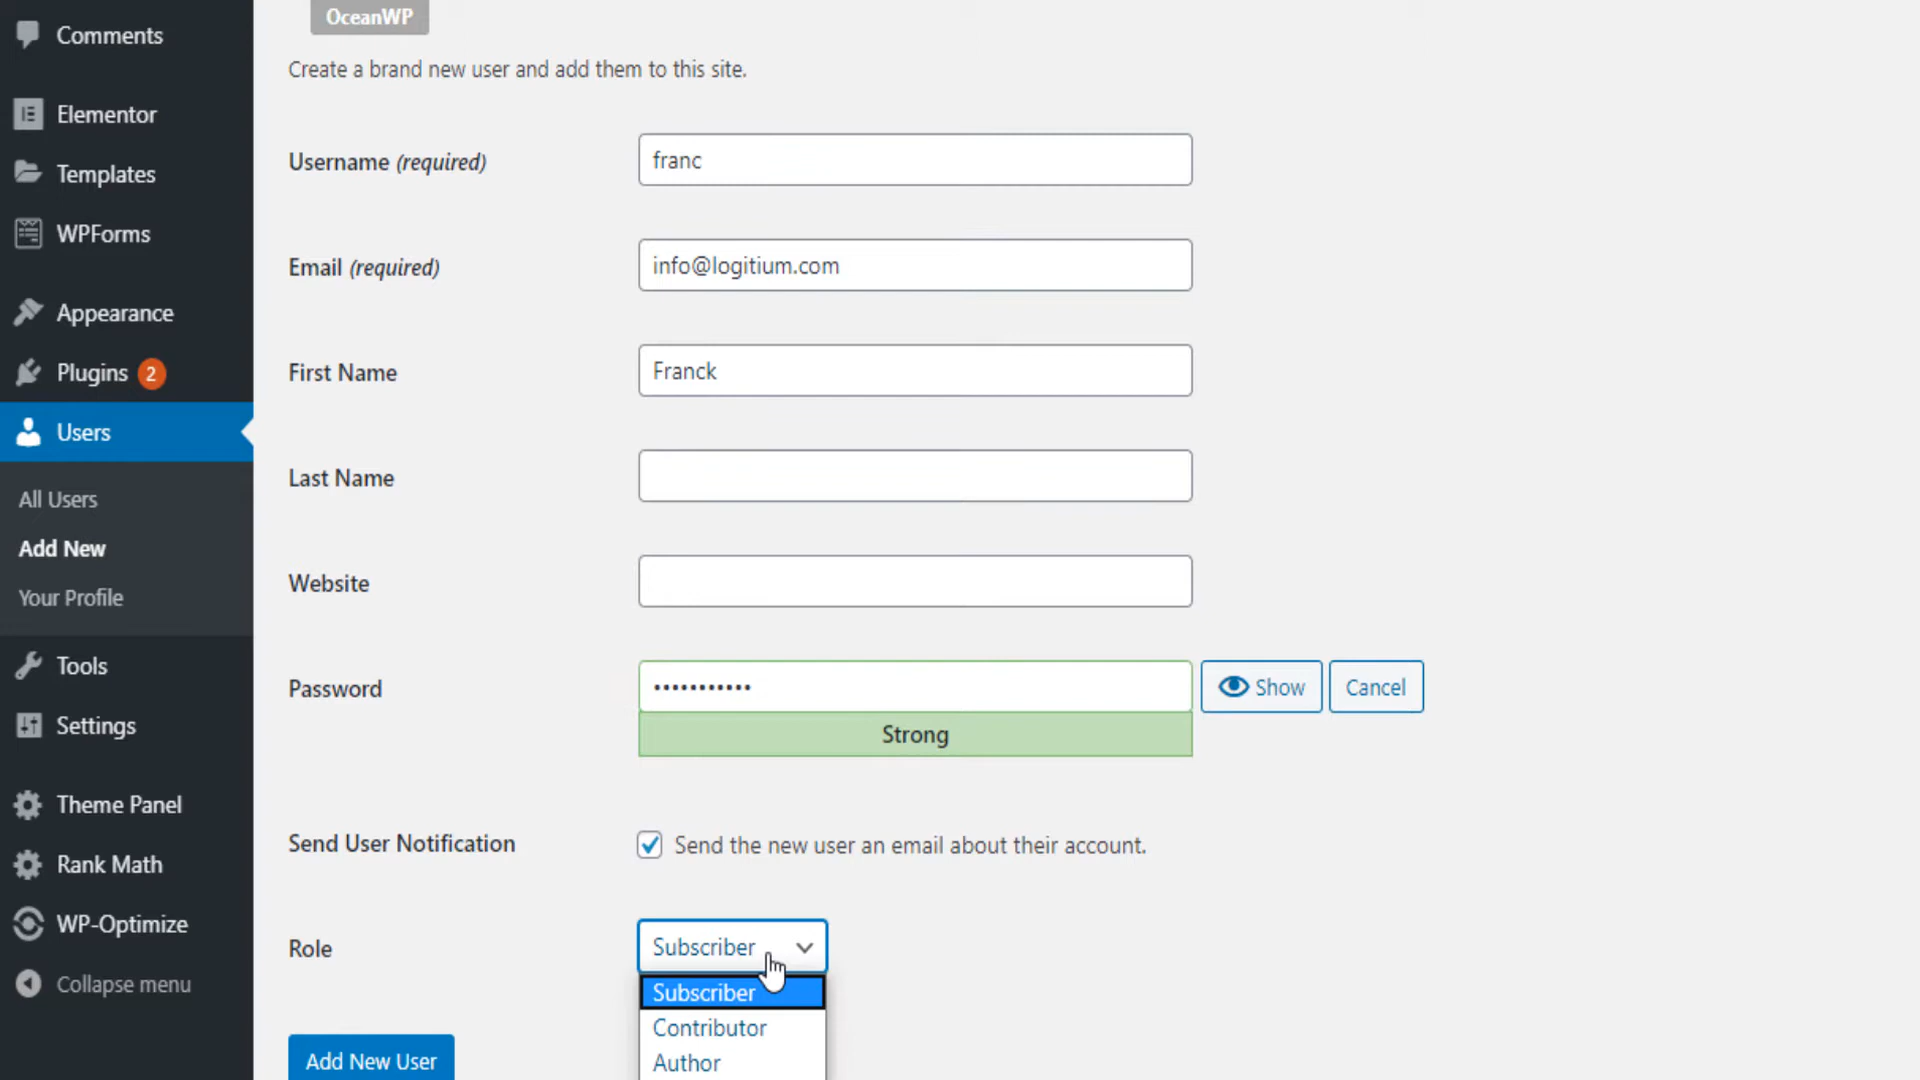 OceanWP
Comments
Create a brand new user and add them to this site.
Elementor
Username (required)
franc
Templates
WPForms
Email (required)
info@logitium.com
Appearance
First Name
Franck
Plugins 2
Users
Last Name
All Users
Add New
Website
Your Profile
Tools
Password
•••••••••••
Show
Cancel
Settings
Strong
Theme Panel
Send User Notification
Send the new user an email about their account.
Rank Math
WP-Optimize
Role
Subscriber
Collapse menu
Subscriber
Contributor
Add New User
Author